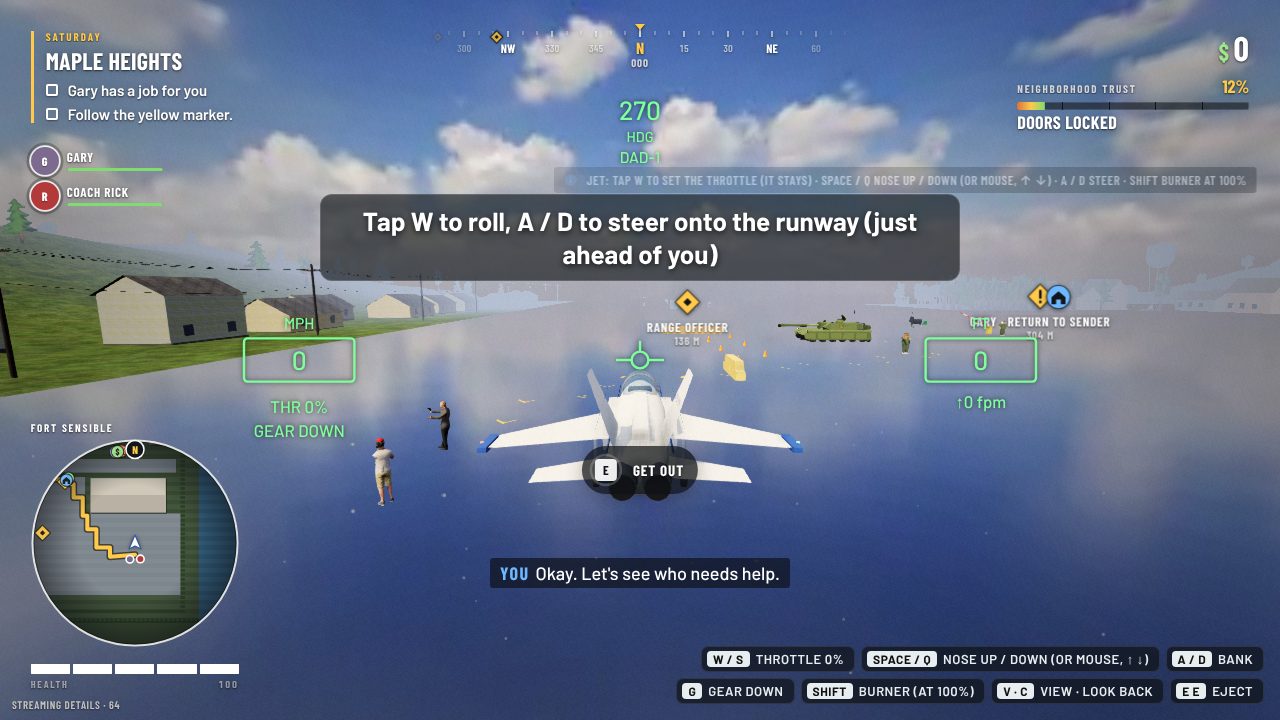 SATURDAY
MAPLE HEIGHTS
Gary has a job for you
Follow the yellow marker.
G GARY
R COACH RICK
300 NW 330 345 N 15 30 NE 60
000
$0
NEIGHBORHOOD TRUST 12%
DOORS LOCKED
270
HDG
DAD-1
JET: TAP W TO SET THE THROTTLE (IT STAYS) · SPACE / Q NOSE UP / DOWN (OR MOUSE, ↑ ↓) · A / D STEER · SHIFT BURNER AT 100%
Tap W to roll, A / D to steer onto the runway (just
ahead of you)
RANGE OFFICER
136 M
GARY · RETURN TO SENDER
MPH
0
THR 0%
GEAR DOWN
0
↑0 fpm
E GET OUT
FORT SENSIBLE
$ N
YOU Okay. Let's see who needs help.
HEALTH 100
STREAMING DETAILS · 64
W / S THROTTLE 0% SPACE / Q NOSE UP / DOWN (OR MOUSE, ↑ ↓) A / D BANK
G GEAR DOWN SHIFT BURNER (AT 100%) V · C VIEW · LOOK BACK E E EJECT